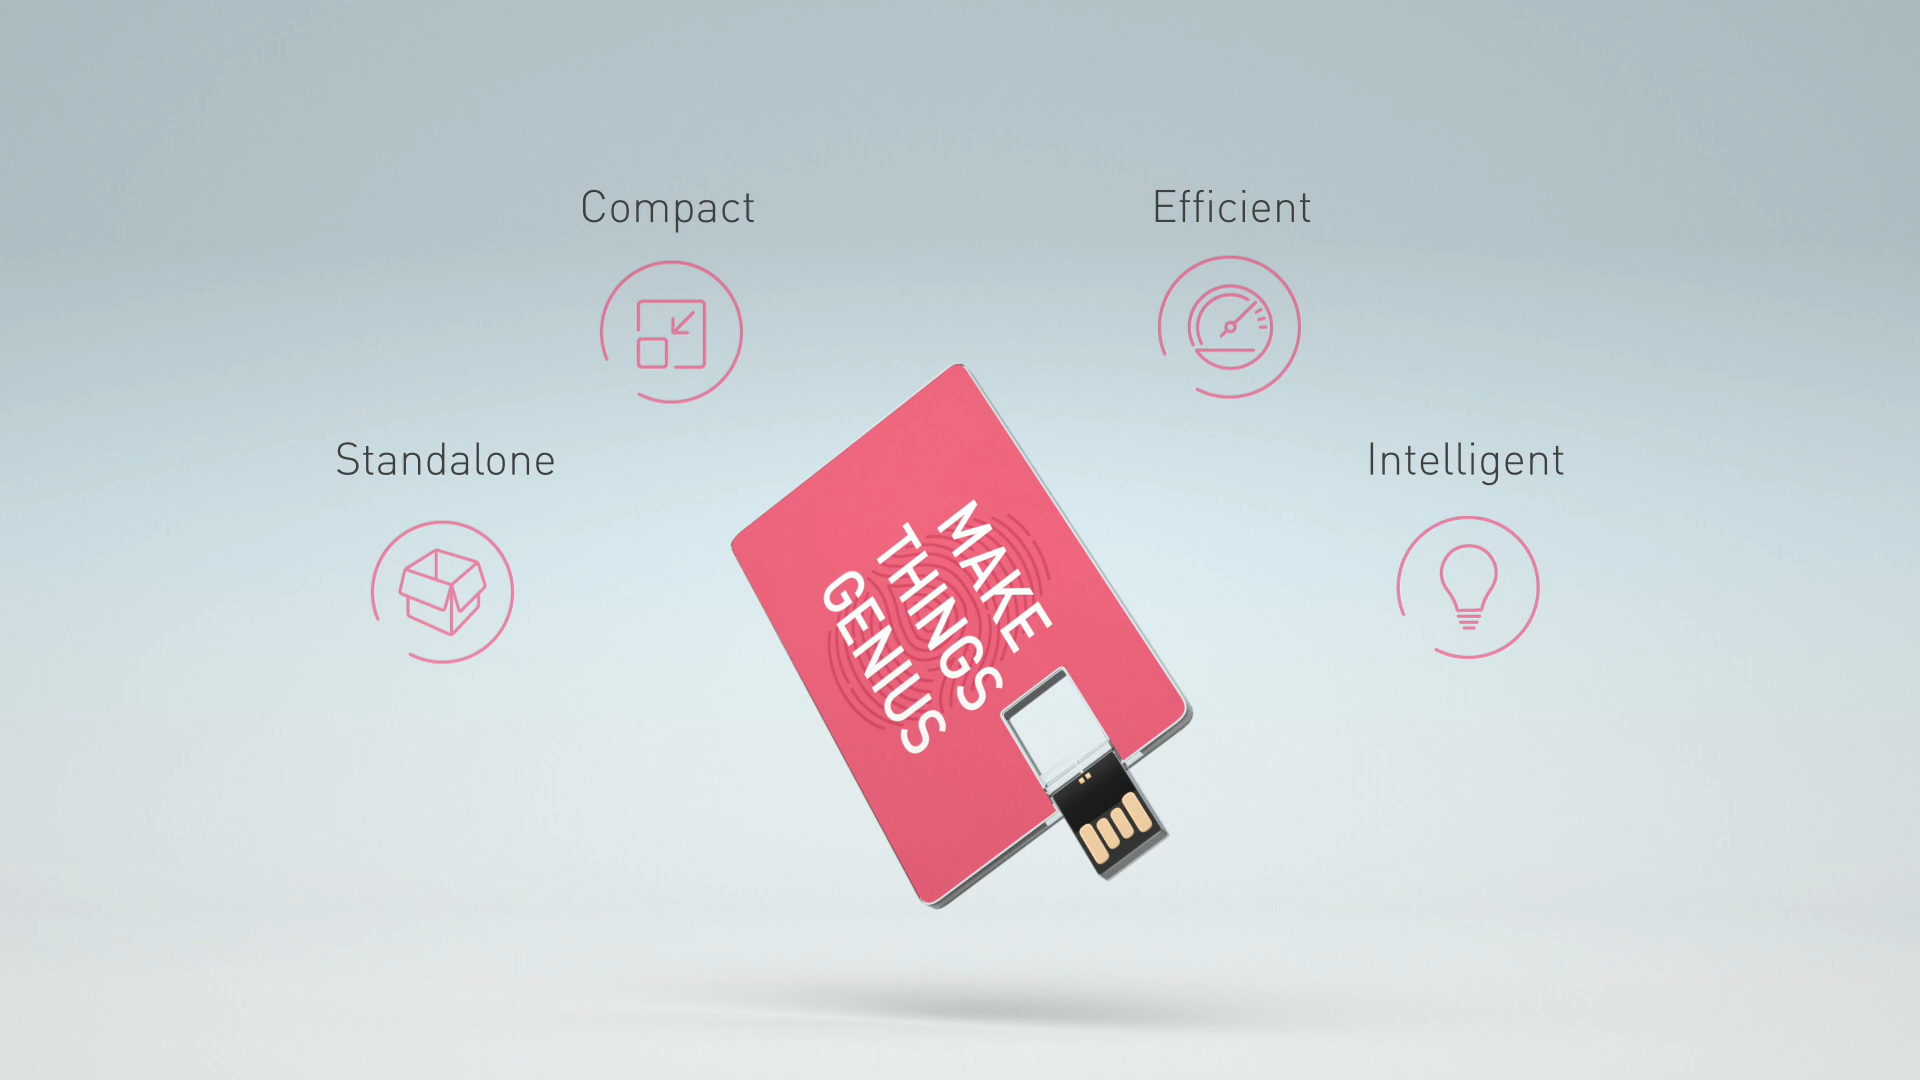 Compact
Efficient
Standalone
Intelligent
MAKE
THINGS
GENIUS